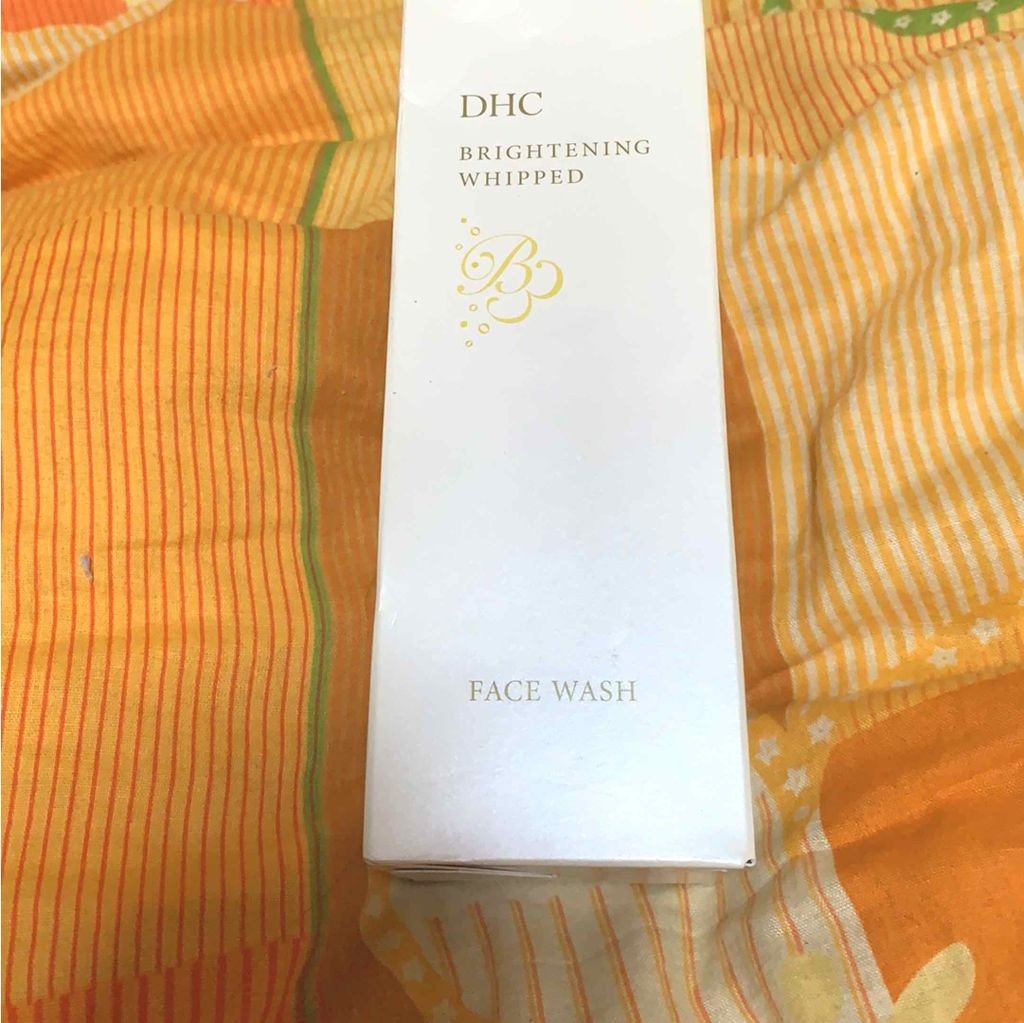 DHC
BRIGHTENING
WHIPPED
B
FACE WASH